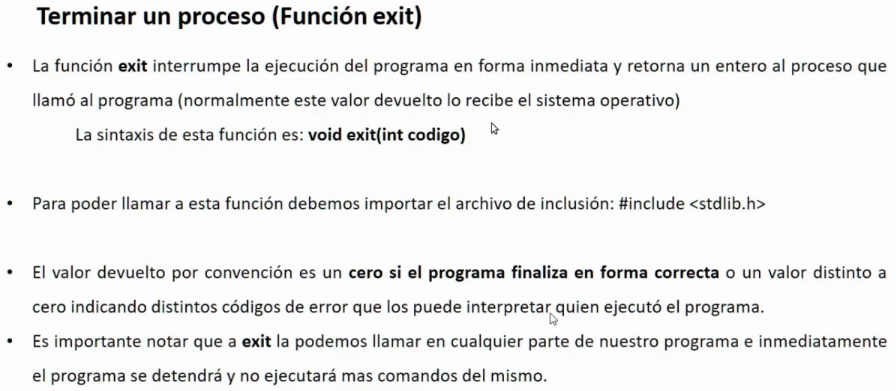 Terminar un proceso (Función exit)
• La función exit interrumpe la ejecución del programa en forma inmediata y retorna un entero al proceso que
llamó al programa (normalmente este valor devuelto lo recibe el sistema operativo)
La sintaxis de esta función es: void exit(int codigo)
• Para poder llamar a esta función debemos importar el archivo de inclusión: #include <stdlib.h>
• El valor devuelto por convención es un cero si el programa finaliza en forma correcta o un valor distinto a
cero indicando distintos códigos de error que los puede interpretar quien ejecutó el programa.
• Es importante notar que a exit la podemos llamar en cualquier parte de nuestro programa e inmediatamente
el programa se detendrá y no ejecutará mas comandos del mismo.